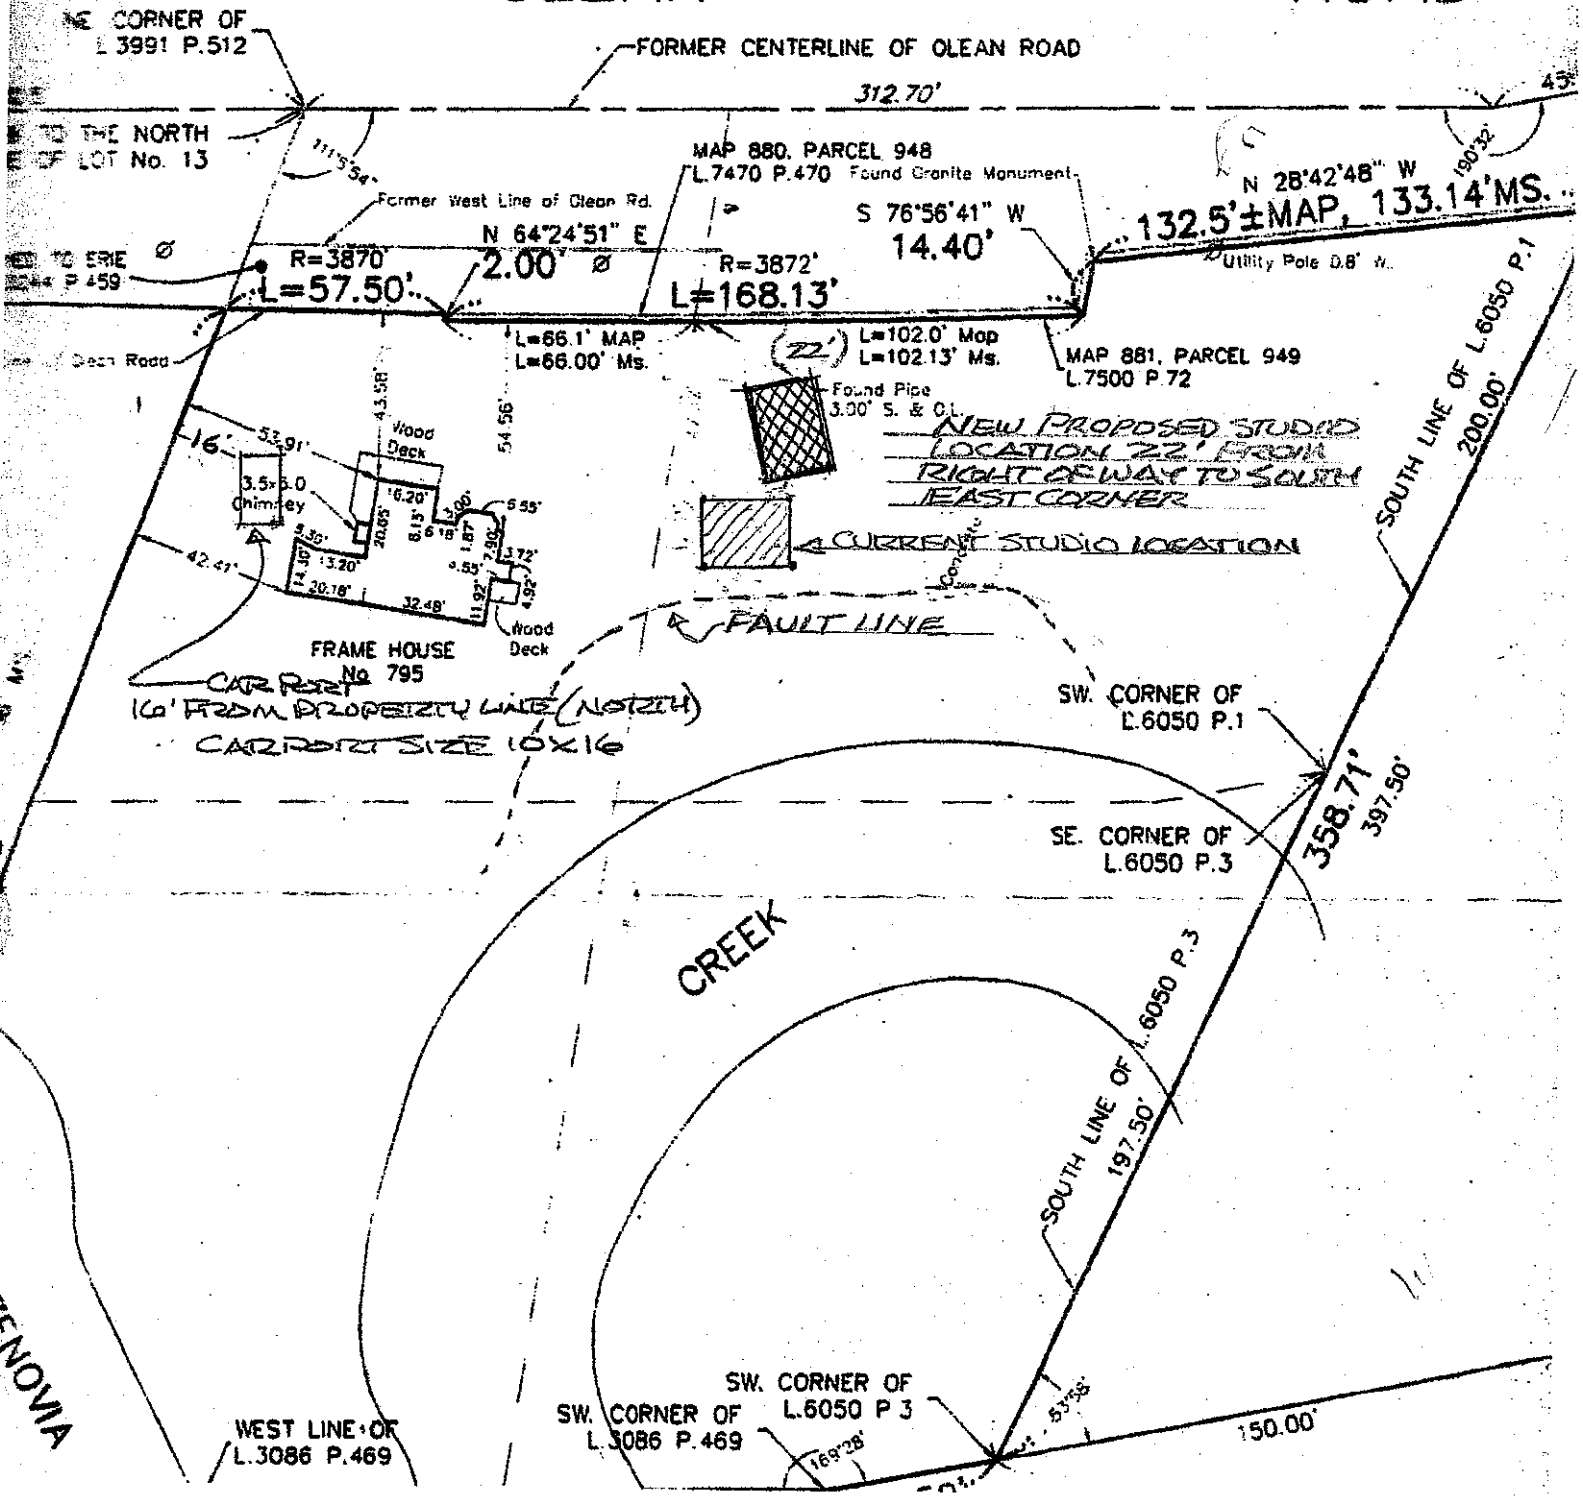 NE CORNER OF
L 3991 P.512
FORMER CENTERLINE OF OLEAN ROAD
312.70'
45
TO THE NORTH
OF LOT No. 13
111°5'54"
190°32'
MAP 880, PARCEL 948
L.7470 P.470
Found Granite Monument
Former West Line of Olean Rd.
N 64°24'51" E
2.00'
S 76°56'41" W
14.40'
N 28°42'48" W
132.5'±MAP, 133.14'MS.
Utility Pole 0.8' W.
TO ERIE
P 459
R=3870'
L=57.50'
R=3872'
L=168.13'
L=66.1' MAP
L=66.00' Ms.
(22')
L=102.0' Map
L=102.13' Ms.
MAP 881, PARCEL 949
L.7500 P.72
Road
43.58'
54.56'
Found Pipe
3.00' S. & O.L.
NEW PROPOSED STUDIO
LOCATION 22' FROM
RIGHT OF WAY TO SOUTH
EAST CORNER
SOUTH LINE OF L.6050 P.1
200.00'
16'
53.91'
Wood
Deck
3.5x6.0
Chimney
16.20'
20.85'
8.13'
6.18'
1.87'
6.55'
7.90'
3.72'
4.92'
11.92'
5.30'
13.20'
14.30'
20.18'
32.48'
42.41'
Wood
Deck
CURRENT STUDIO LOCATION
Concrete
FAULT LINE
FRAME HOUSE
No 795
CAR PORT
16' FROM PROPERTY LINE (NORTH)
CARPORT SIZE 10X16
SW. CORNER OF
L.6050 P.1
358.71'
397.50'
SE. CORNER OF
L.6050 P.3
CREEK
SOUTH LINE OF L.6050 P.3
197.50'
SW. CORNER OF
L.6050 P 3
SW. CORNER OF
L.3086 P.469
WEST LINE OF
L.3086 P.469
169°28'
53°58'
150.00'
ENOVIA